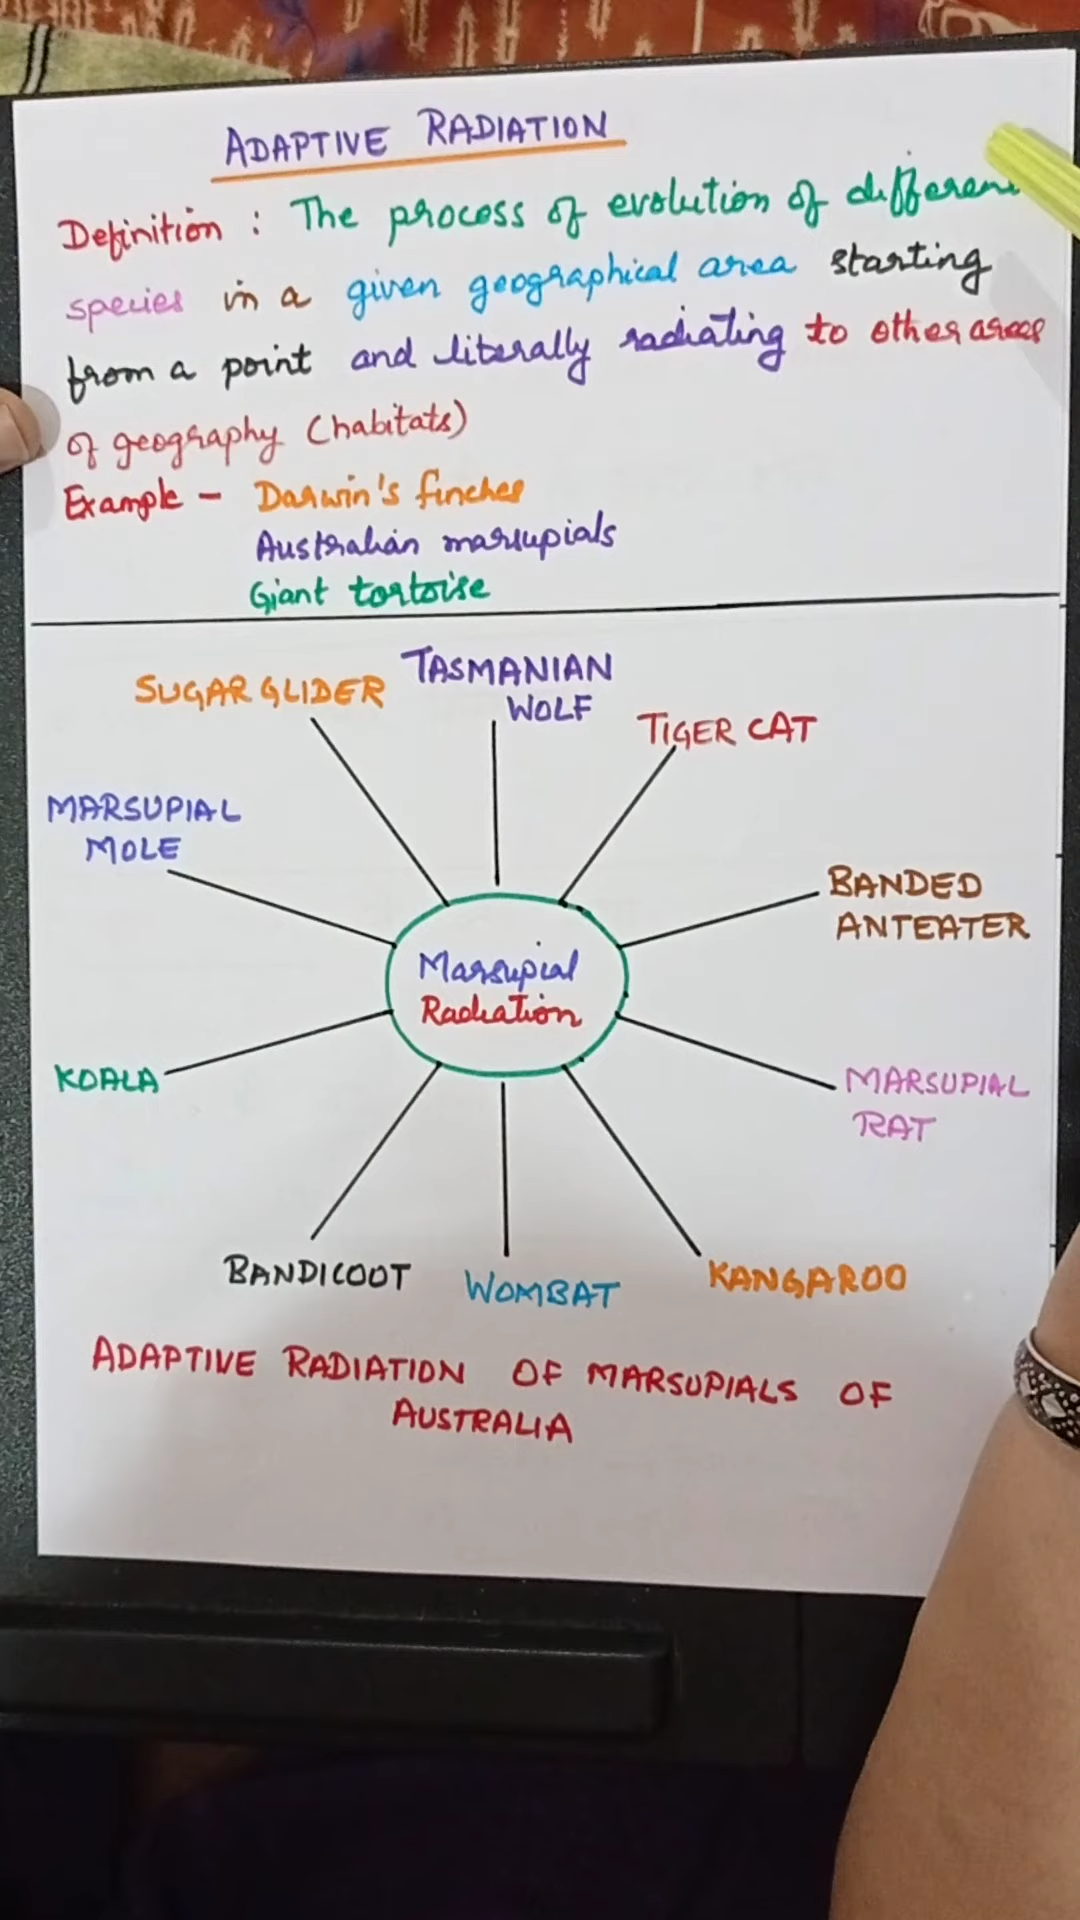 ADAPTIVE RADIATION
Definition : The process of evolution of different
species in a given geographical area starting
from a point and literally radiating to other areas
of geography (habitats)
Example - Darwin's finches
Australian marsupials
Giant tortoise
SUGAR GLIDER
TASMANIAN
WOLF
TIGER CAT
MARSUPIAL
MOLE
BANDED
ANTEATER
Marsupial
Radiation
KOALA
MARSUPIAL
RAT
BANDICOOT
WOMBAT
KANGAROO
ADAPTIVE RADIATION OF MARSUPIALS OF
AUSTRALIA